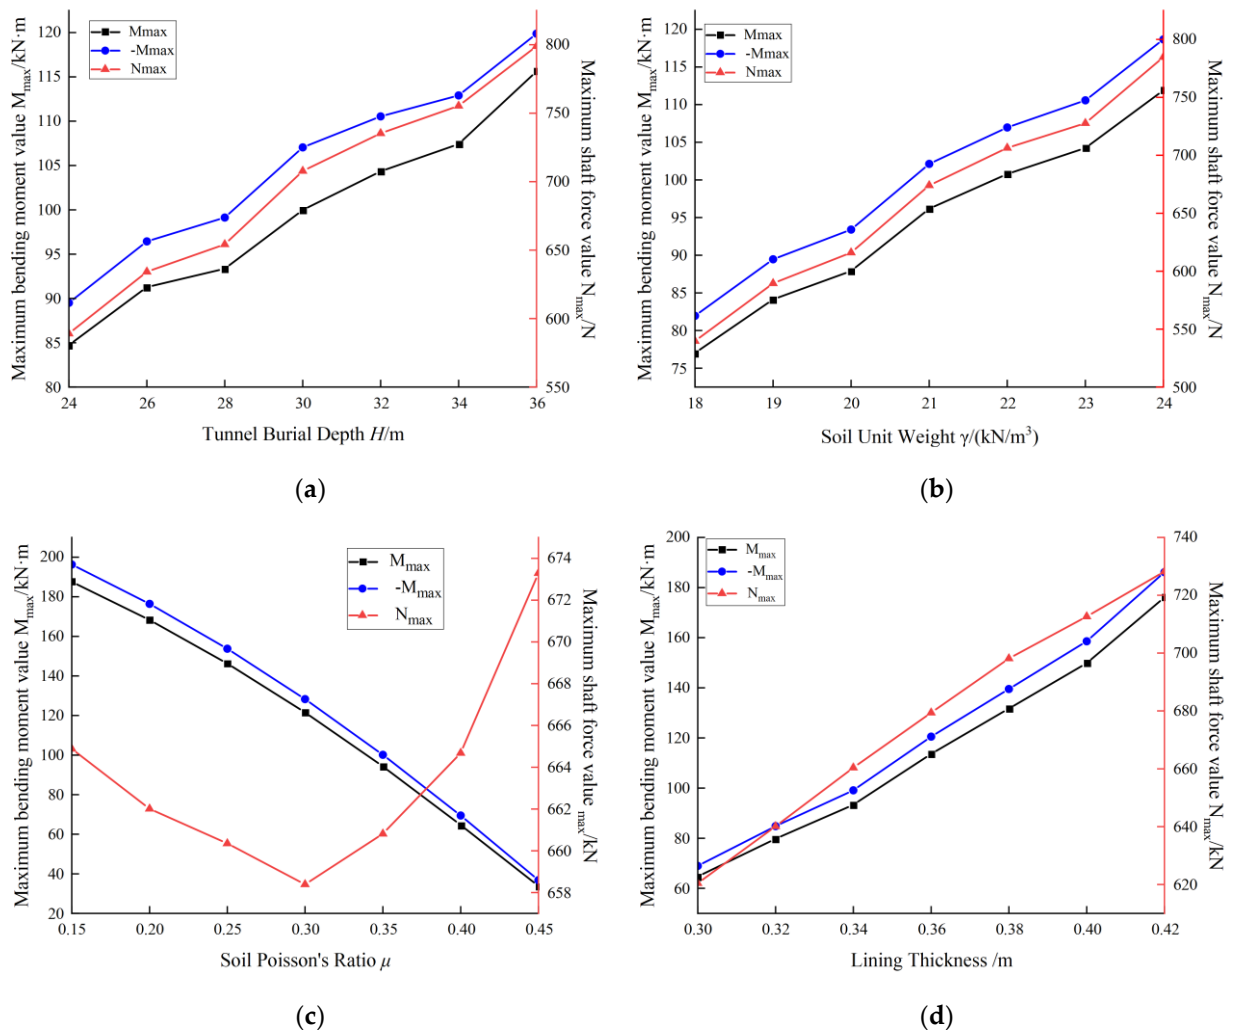 Maximum bending moment value Mmax/kN·m
120
115
110
105
100
95
90
85
80
Mmax
-Mmax
Nmax
800
750
700
650
600
550
Maximum shaft force value Nmax/N
24 26 28 30 32 34 36
Tunnel Burial Depth H/m
(a)
Maximum bending moment value Mmax/kN·m
120
115
110
105
100
95
90
85
80
75
Mmax
-Mmax
Nmax
800
750
700
650
600
550
500
Maximum shaft force value Nmax/N
18 19 20 21 22 23 24
Soil Unit Weight γ/(kN/m³)
(b)
Maximum bending moment value Mmax/kN·m
200
180
160
140
120
100
80
60
40
20
Mmax
-Mmax
Nmax
674
672
670
668
666
664
662
660
658
Maximum shaft force value Nmax/kN
0.15 0.20 0.25 0.30 0.35 0.40 0.45
Soil Poisson's Ratio μ
(c)
Maximum bending moment value Mmax/kN·m
200
180
160
140
120
100
80
60
Mmax
-Mmax
Nmax
740
720
700
680
660
640
620
Maximum shaft force value Nmax/kN
0.30 0.32 0.34 0.36 0.38 0.40 0.42
Lining Thickness /m
(d)